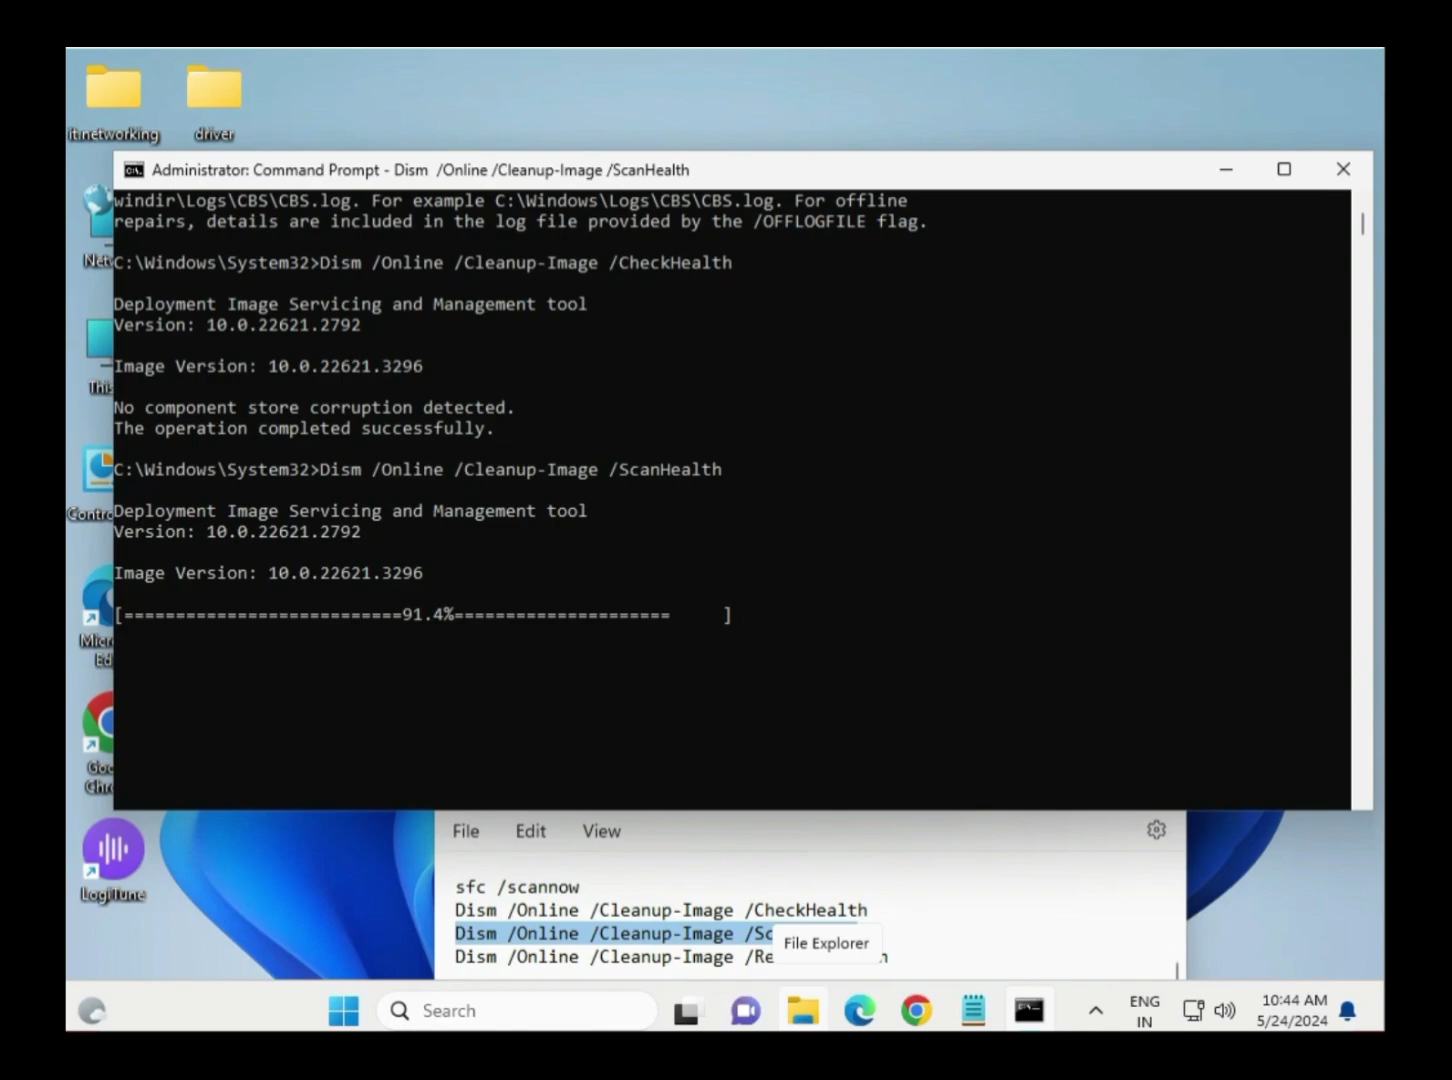 itnetworking
driver
Administrator: Command Prompt - Dism  /Online /Cleanup-Image /ScanHealth
windir\Logs\CBS\CBS.log. For example C:\Windows\Logs\CBS\CBS.log. For offline
repairs, details are included in the log file provided by the /OFFLOGFILE flag.
C:\Windows\System32>Dism /Online /Cleanup-Image /CheckHealth
Deployment Image Servicing and Management tool
Version: 10.0.22621.2792
Image Version: 10.0.22621.3296
No component store corruption detected.
The operation completed successfully.
C:\Windows\System32>Dism /Online /Cleanup-Image /ScanHealth
Deployment Image Servicing and Management tool
Version: 10.0.22621.2792
Image Version: 10.0.22621.3296
[===========================91.4%=====================     ]
LogiTune
File
Edit
View
sfc /scannow
Dism /Online /Cleanup-Image /CheckHealth
Dism /Online /Cleanup-Image /Sc
File Explorer
Dism /Online /Cleanup-Image /Re
Search
ENG
IN
10:44 AM
5/24/2024